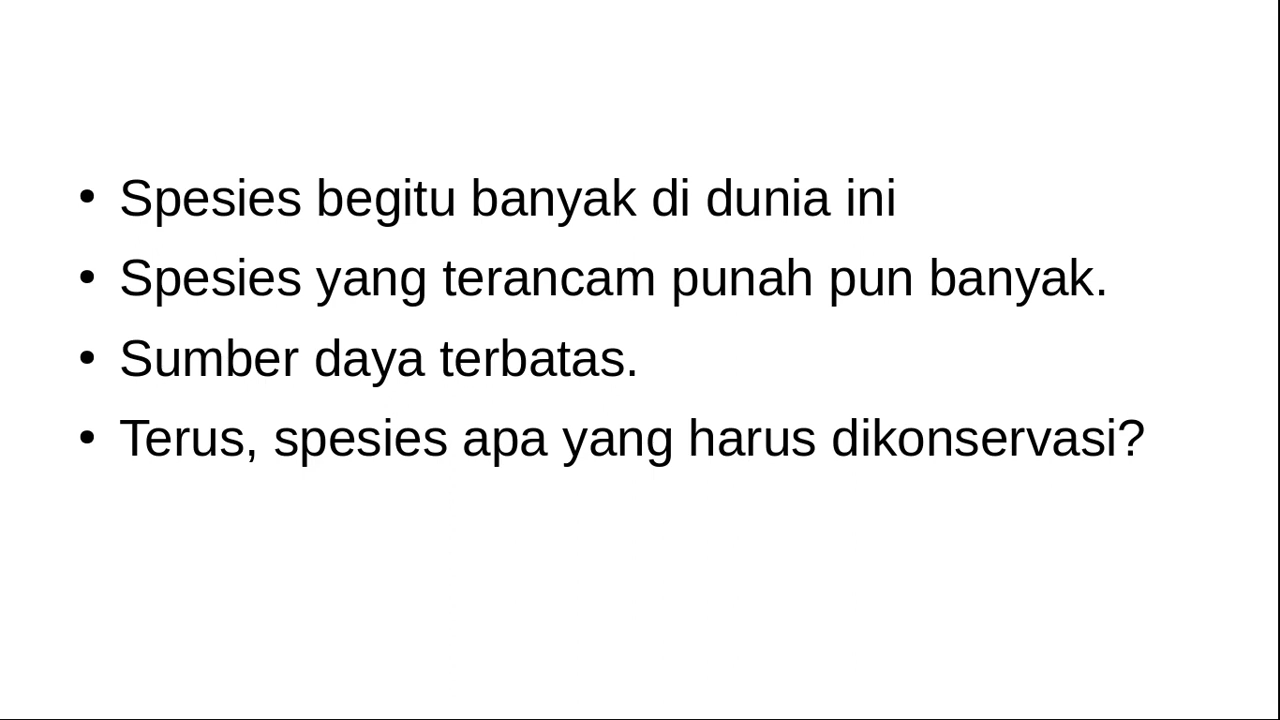 • Spesies begitu banyak di dunia ini
• Spesies yang terancam punah pun banyak.
• Sumber daya terbatas.
• Terus, spesies apa yang harus dikonservasi?